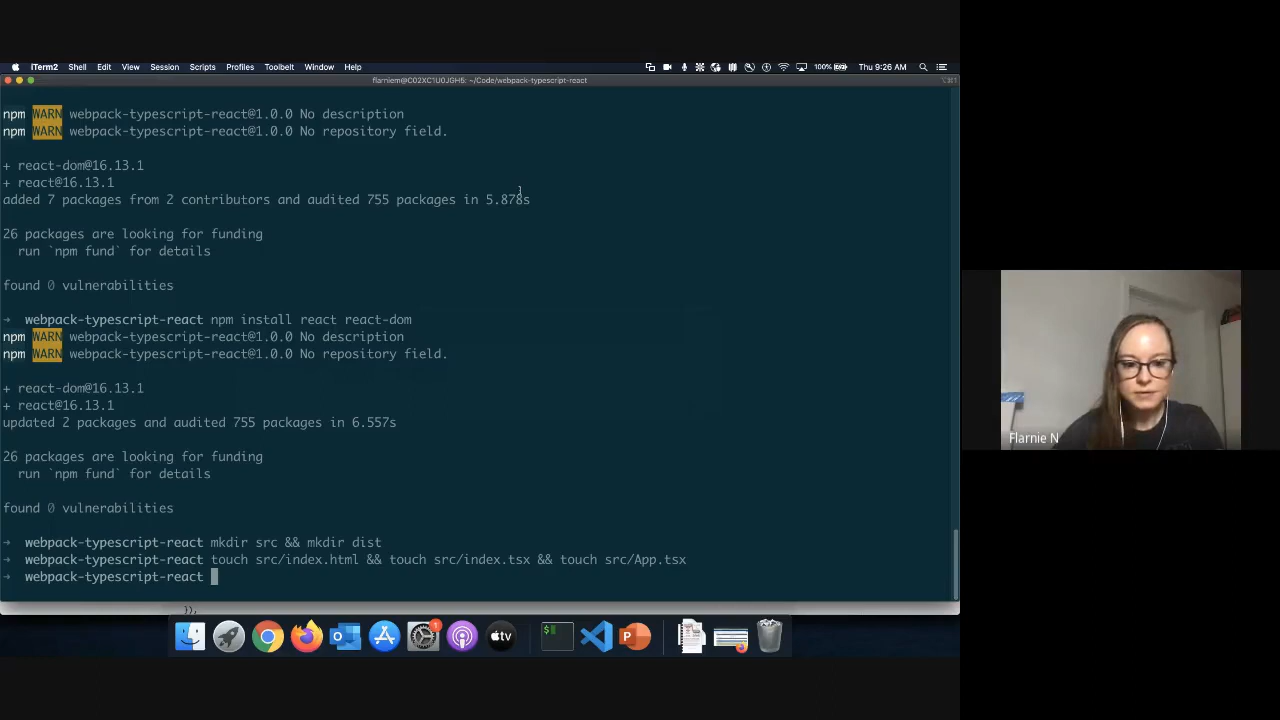 iTerm2 Shell Edit View Session Scripts Profiles Toolbelt Window Help 100% Thu 9:26 AM
flarniem@C02XC1U0JGH5: ~/Code/webpack-typescript-react
npm WARN webpack-typescript-react@1.0.0 No description
npm WARN webpack-typescript-react@1.0.0 No repository field.
+ react-dom@16.13.1
+ react@16.13.1
added 7 packages from 2 contributors and audited 755 packages in 5.878s
26 packages are looking for funding
run `npm fund` for details
found 0 vulnerabilities
→ webpack-typescript-react npm install react react-dom
npm WARN webpack-typescript-react@1.0.0 No description
npm WARN webpack-typescript-react@1.0.0 No repository field.
+ react-dom@16.13.1
+ react@16.13.1
updated 2 packages and audited 755 packages in 6.557s
26 packages are looking for funding
run `npm fund` for details
found 0 vulnerabilities
→ webpack-typescript-react mkdir src && mkdir dist
→ webpack-typescript-react touch src/index.html && touch src/index.tsx && touch src/App.tsx
→ webpack-typescript-react
}),
1
tv
$
Flarnie N